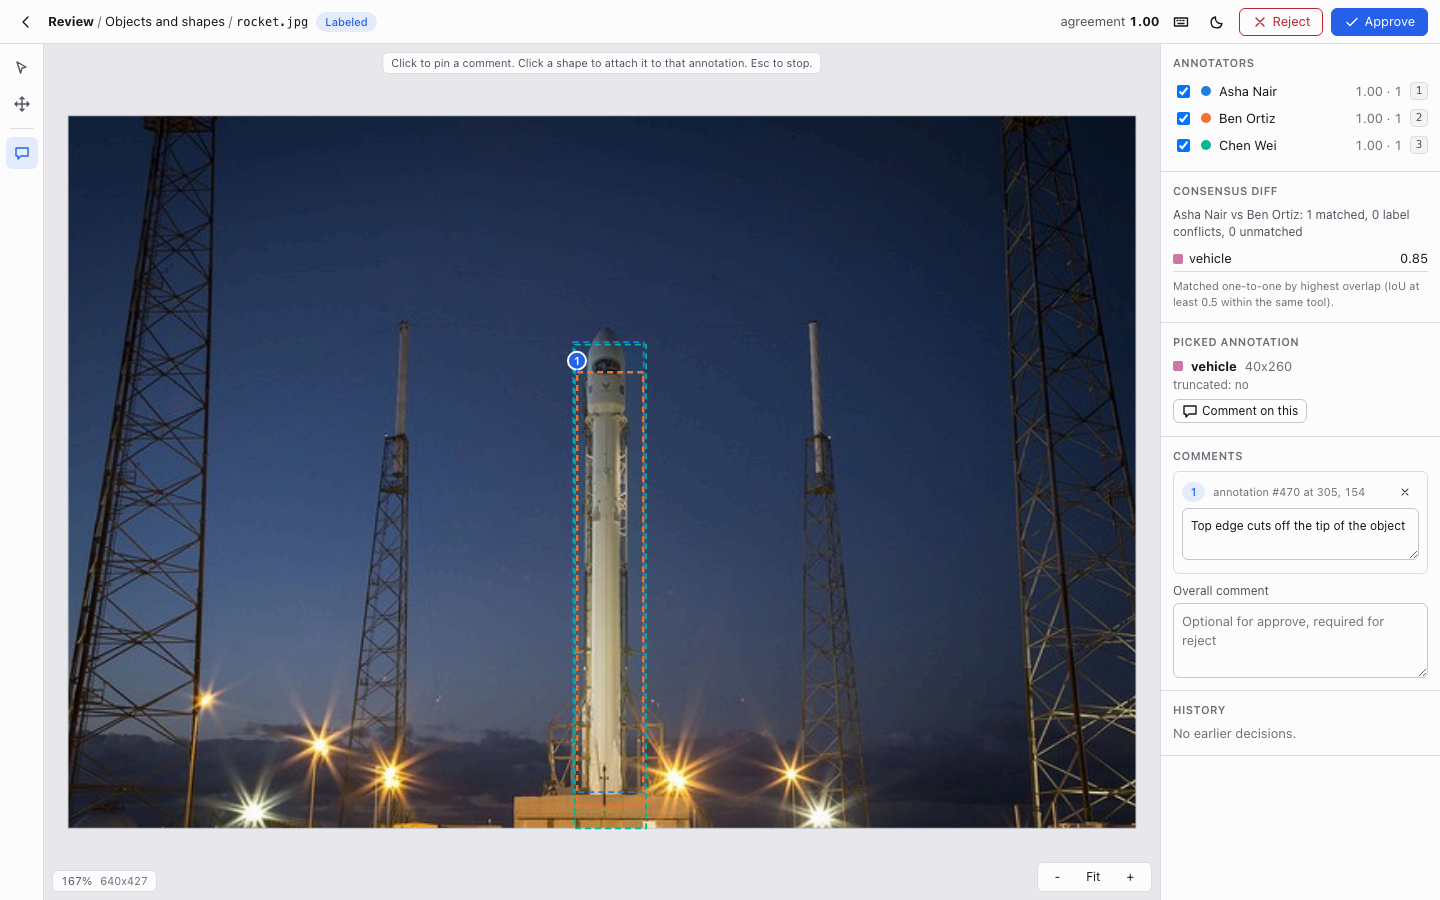 Review / Objects and shapes / rocket.jpg Labeled
agreement 1.00
Reject
Approve
Click to pin a comment. Click a shape to attach it to that annotation. Esc to stop.
1
167% 640x427
- Fit +
ANNOTATORS
Asha Nair 1.00 · 1 1
Ben Ortiz 1.00 · 1 2
Chen Wei 1.00 · 1 3
CONSENSUS DIFF
Asha Nair vs Ben Ortiz: 1 matched, 0 label
conflicts, 0 unmatched
vehicle 0.85
Matched one-to-one by highest overlap (IoU at
least 0.5 within the same tool).
PICKED ANNOTATION
vehicle 40x260
truncated: no
Comment on this
COMMENTS
1 annotation #470 at 305, 154
Top edge cuts off the tip of the object
Overall comment
Optional for approve, required for
reject
HISTORY
No earlier decisions.